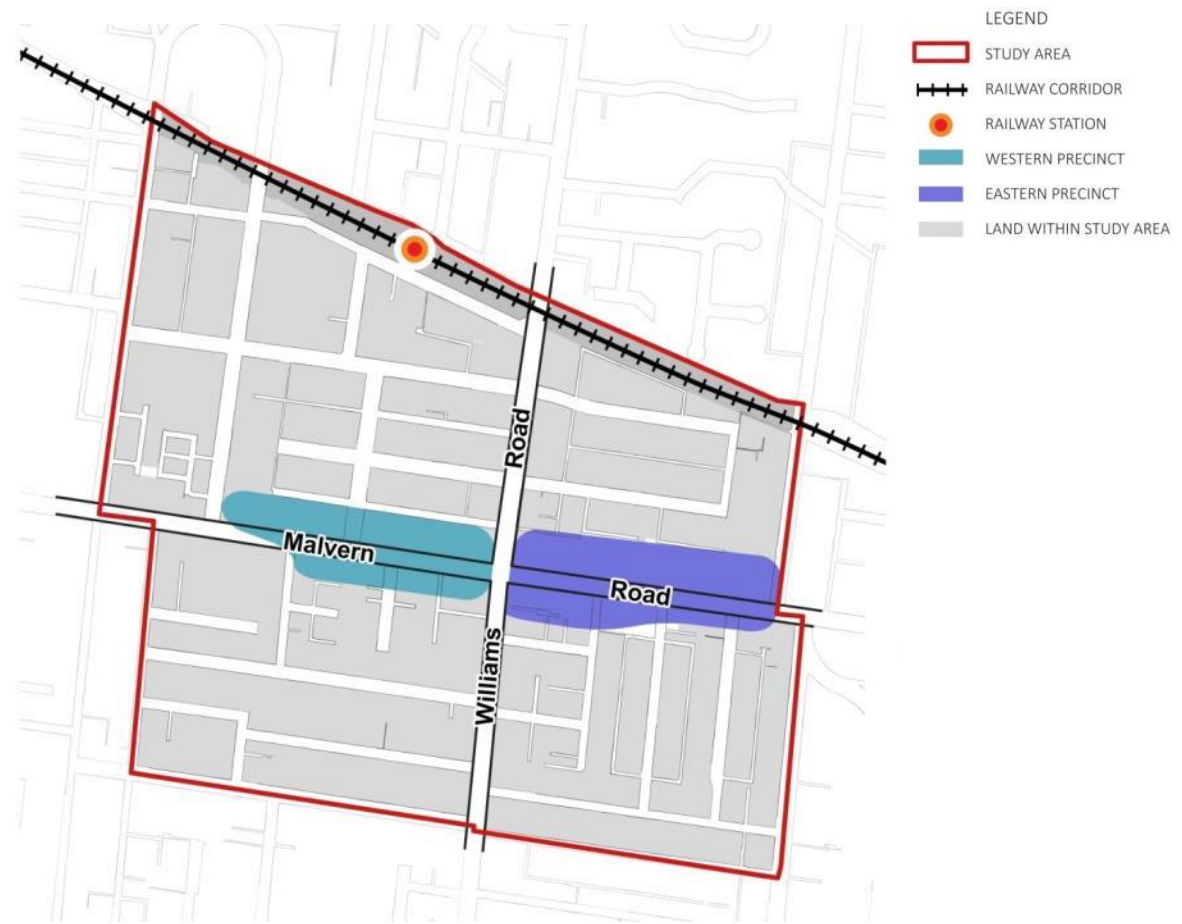 LEGEND
STUDY AREA
RAILWAY CORRIDOR
RAILWAY STATION
WESTERN PRECINCT
EASTERN PRECINCT
LAND WITHIN STUDY AREA
Road
Malvern
Road
Williams